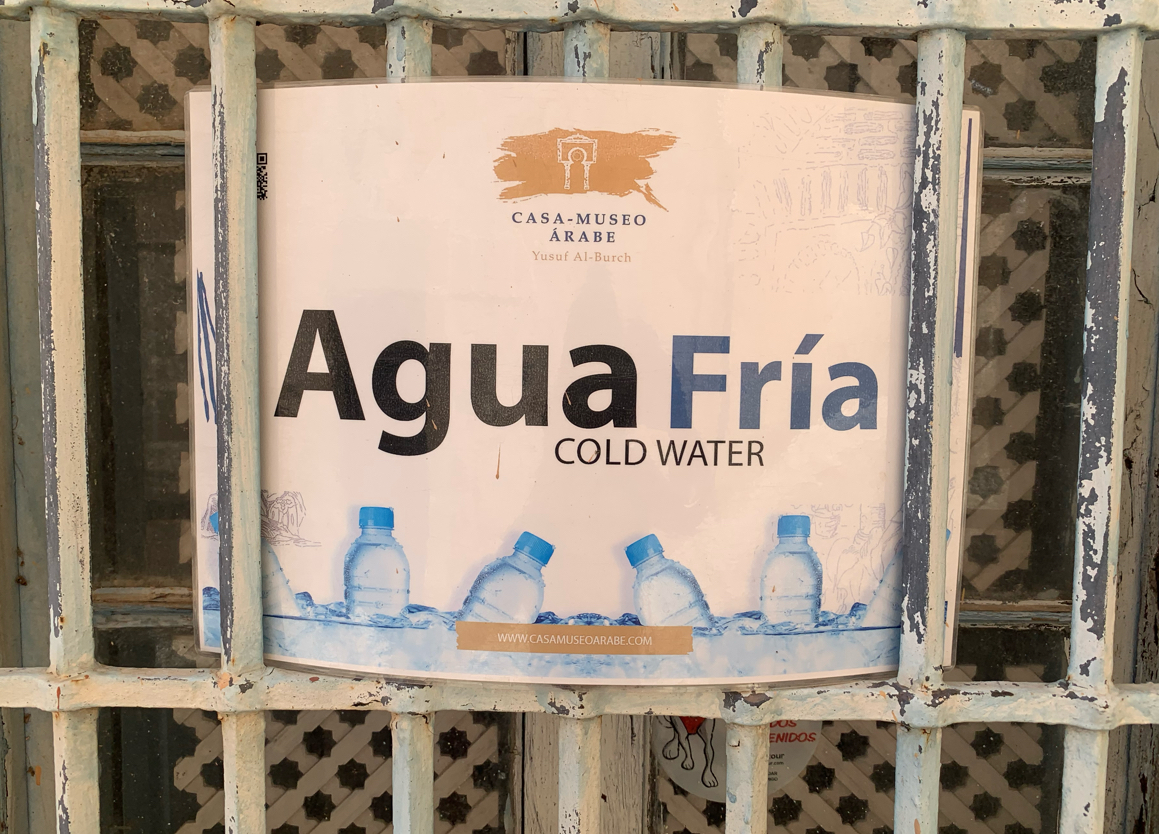 CASA-MUSEO
ÁRABE
Yusuf Al-Burch
Agua Fría
COLD WATER
WWW.CASAMUSEOARABE.COM